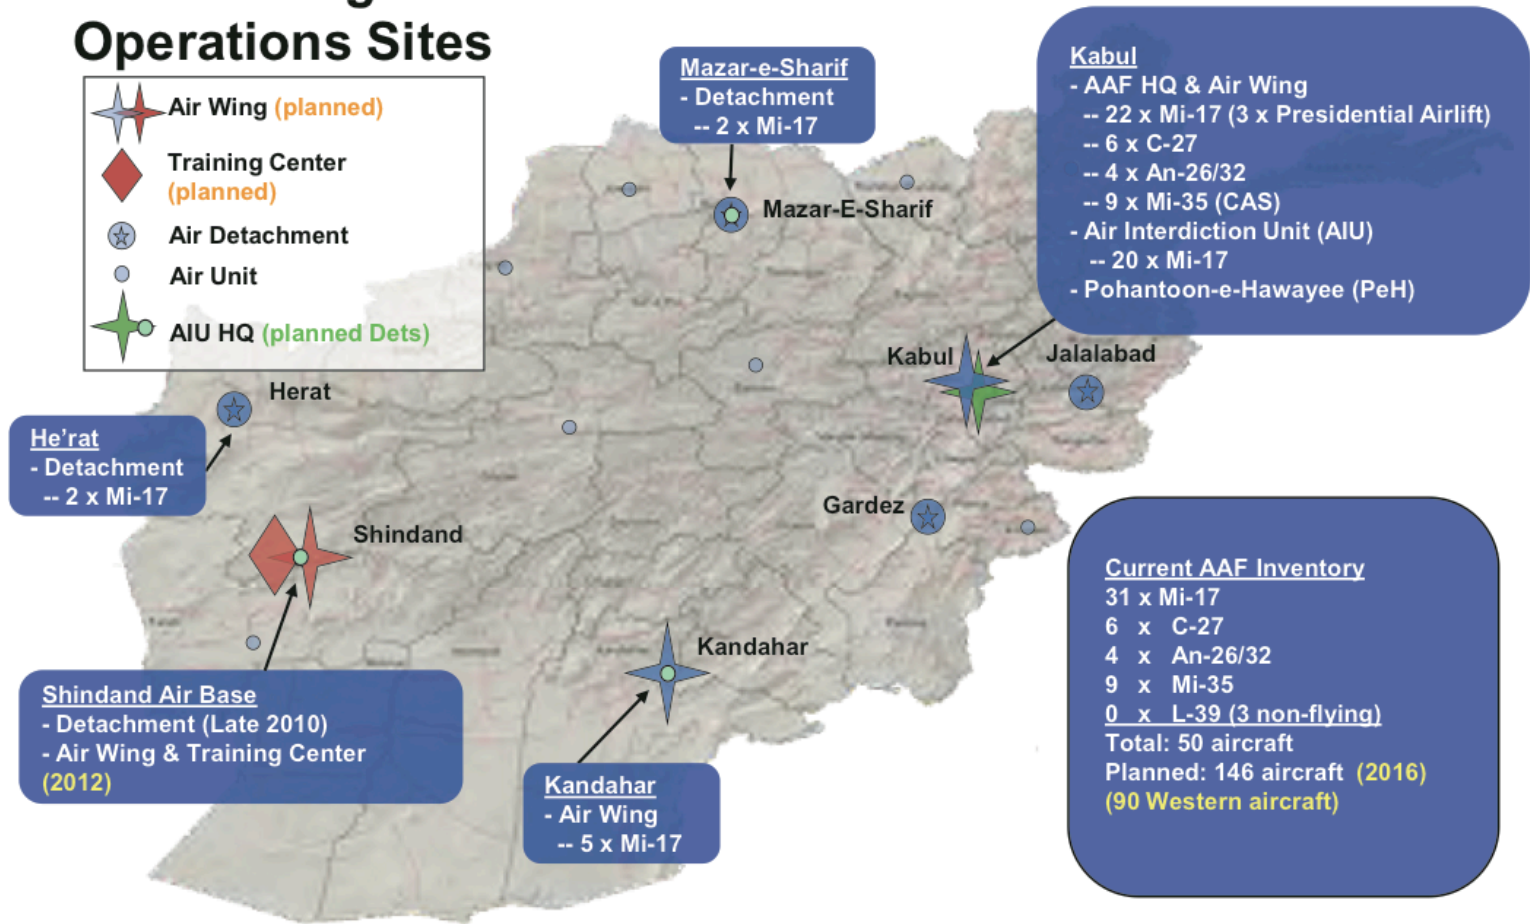 Operations Sites
Air Wing (planned)
Training Center
(planned)
Air Detachment
Air Unit
AIU HQ (planned Dets)
Mazar-e-Sharif
- Detachment
-- 2 x Mi-17
Mazar-E-Sharif
Kabul
- AAF HQ & Air Wing
-- 22 x Mi-17 (3 x Presidential Airlift)
-- 6 x C-27
-- 4 x An-26/32
-- 9 x Mi-35 (CAS)
- Air Interdiction Unit (AIU)
-- 20 x Mi-17
- Pohantoon-e-Hawayee (PeH)
Kabul
Jalalabad
Herat
He'rat
- Detachment
-- 2 x Mi-17
Gardez
Shindand
Shindand Air Base
- Detachment (Late 2010)
- Air Wing & Training Center
(2012)
Kandahar
Kandahar
- Air Wing
-- 5 x Mi-17
Current AAF Inventory
31 x Mi-17
6 x C-27
4 x An-26/32
9 x Mi-35
0 x L-39 (3 non-flying)
Total: 50 aircraft
Planned: 146 aircraft (2016)
(90 Western aircraft)